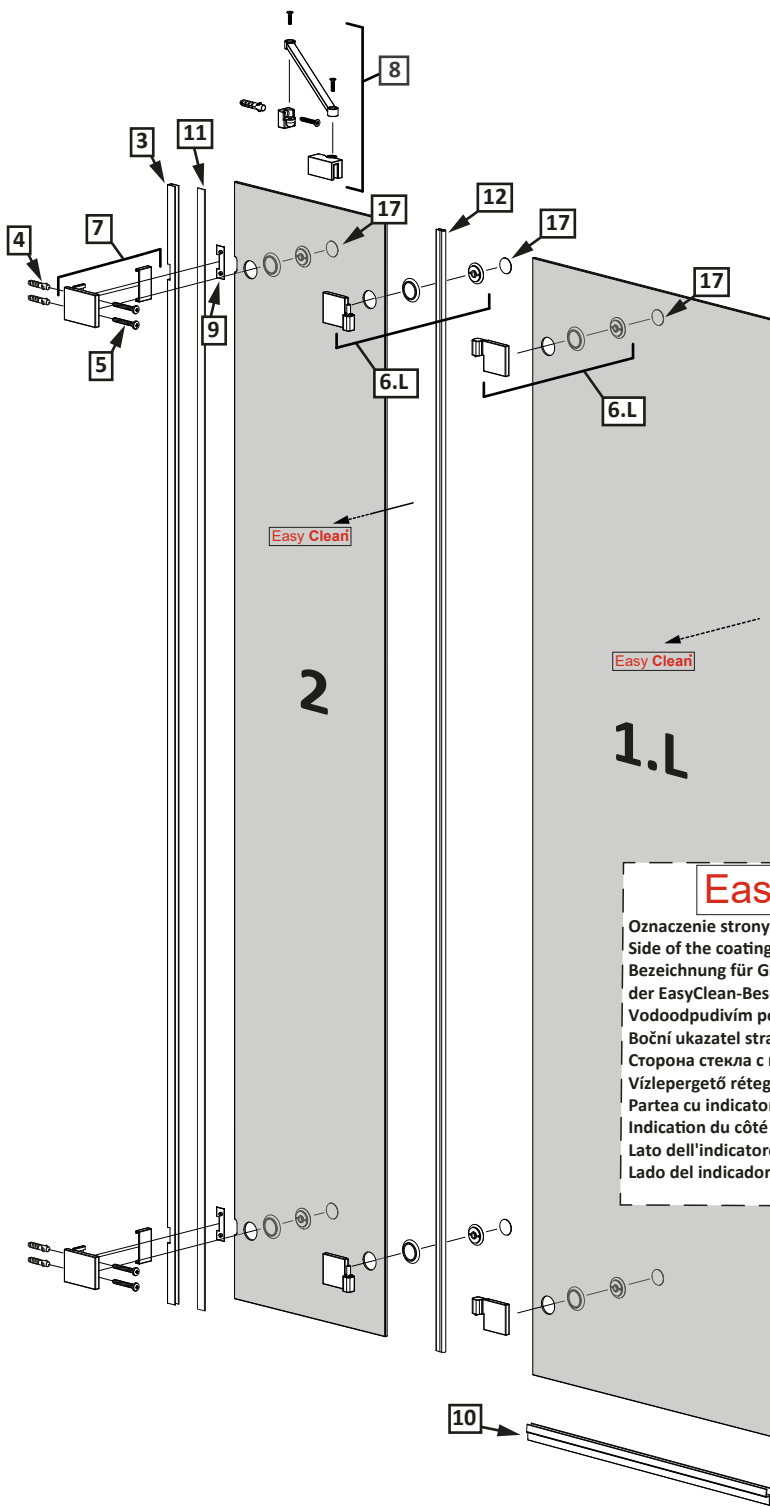 8
3
11
17
12
17
4
7
17
9
5
6.L
6.L
Easy Clean
2
Easy Clean
1.L
Eas
Oznaczenie strony
Side of the coating
Bezeichnung für G
der EasyClean-Bes
Vodoodpudivím p
Boční ukazatel stra
Сторона стекла с
Vízlepergető réteg
Partea cu indicator
Indication du côté
Lato dell'indicator
Lado del indicador
10